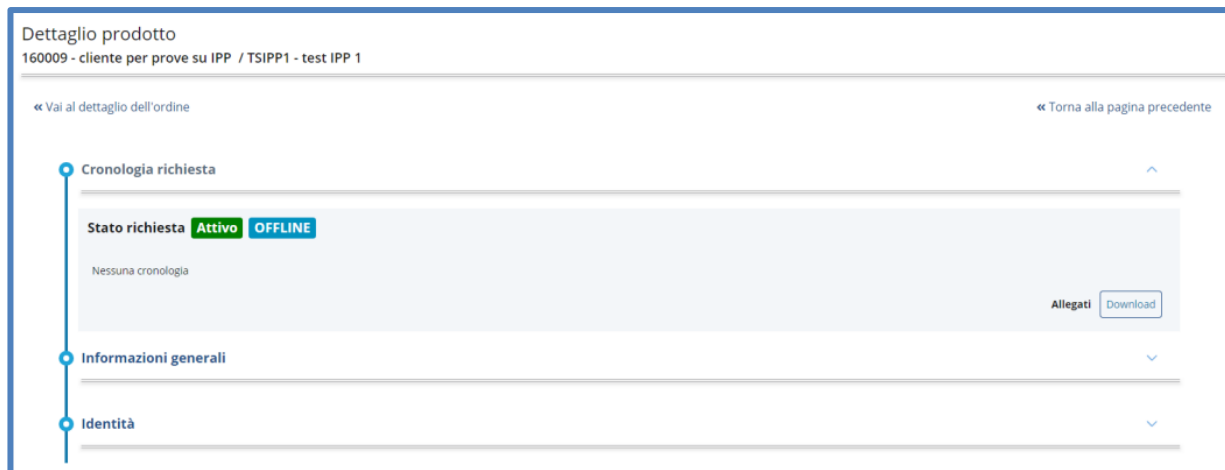 Dettaglio prodotto
160009 - cliente per prove su IPP / TSIPP1 - test IPP 1
« Vai al dettaglio dell'ordine
« Torna alla pagina precedente
Cronologia richiesta
Stato richiesta Attivo OFFLINE
Nessuna cronologia
Allegati Download
Informazioni generali
Identità